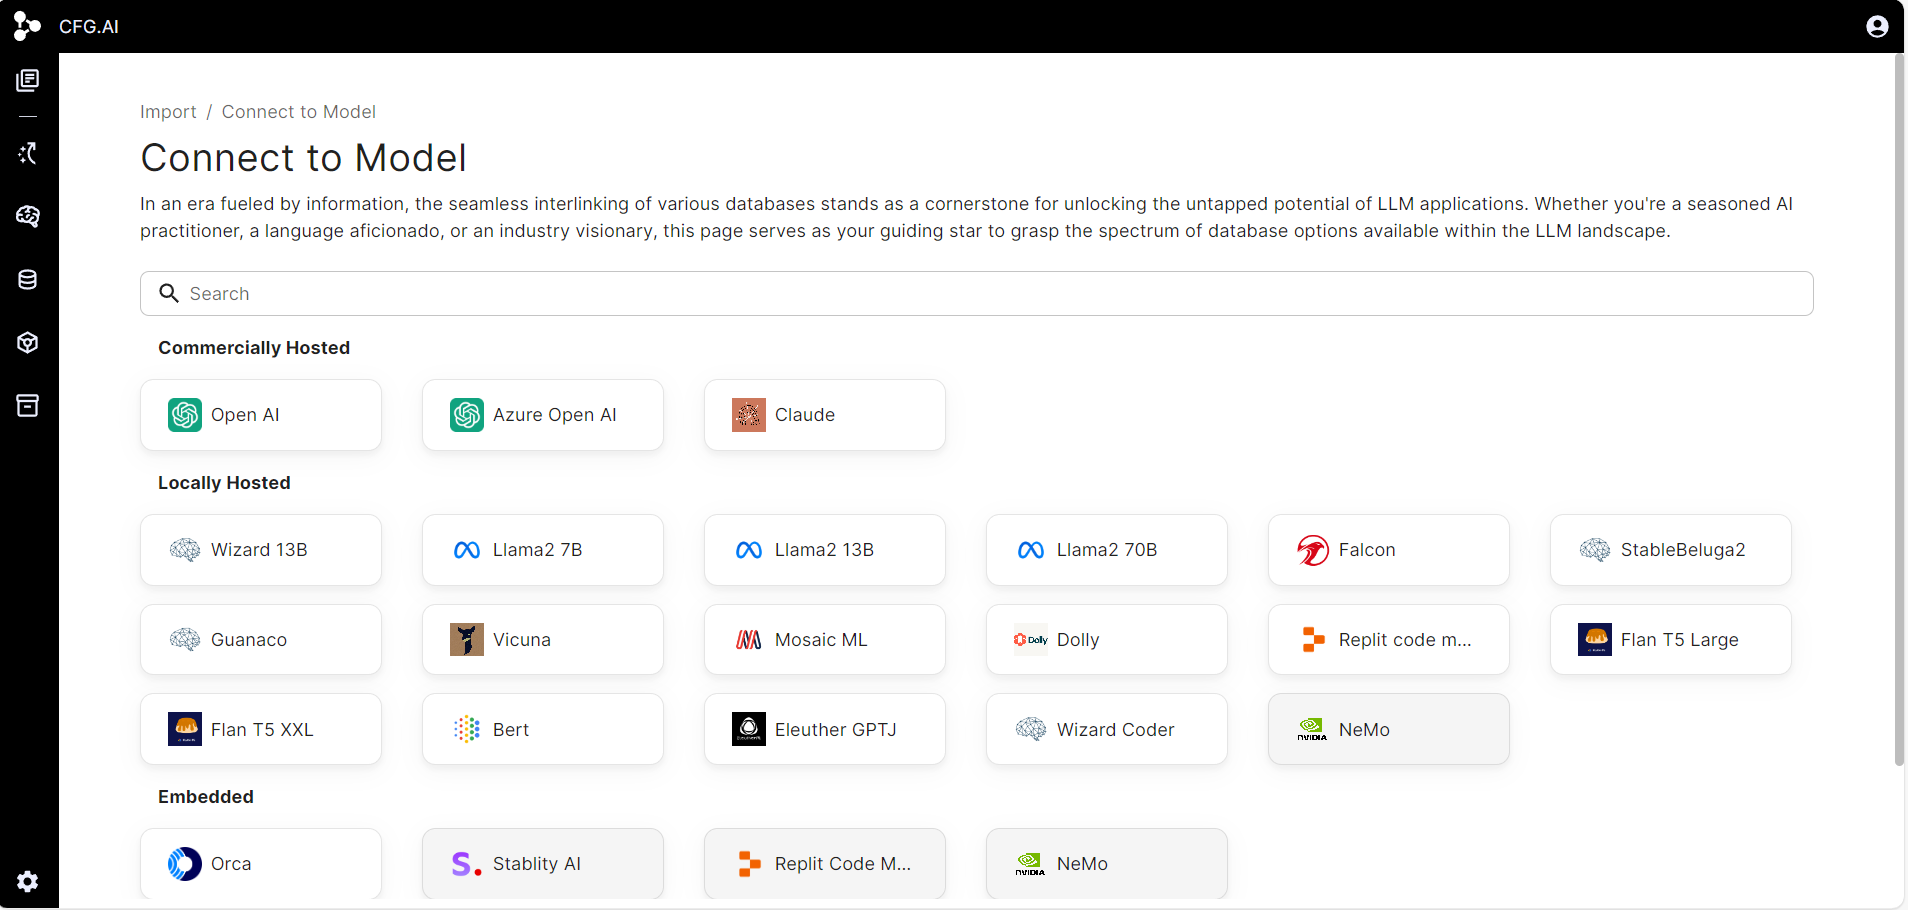 CFG.AI
Import / Connect to Model
Connect to Model
In an era fueled by information, the seamless interlinking of various databases stands as a cornerstone for unlocking the untapped potential of LLM applications. Whether you're a seasoned AI
practitioner, a language aficionado, or an industry visionary, this page serves as your guiding star to grasp the spectrum of database options available within the LLM landscape.
Search
Commercially Hosted
Open AI
Azure Open AI
Claude
Locally Hosted
Wizard 13B
Llama2 7B
Llama2 13B
Llama2 70B
Falcon
StableBeluga2
Guanaco
Vicuna
Mosaic ML
Dolly
Dolly
Replit code m...
Flan T5 Large
Flan T5 XXL
Bert
Eleuther GPTJ
Wizard Coder
NVIDIA
NeMo
Embedded
Orca
S.
Stablity AI
Replit Code M...
NVIDIA
NeMo